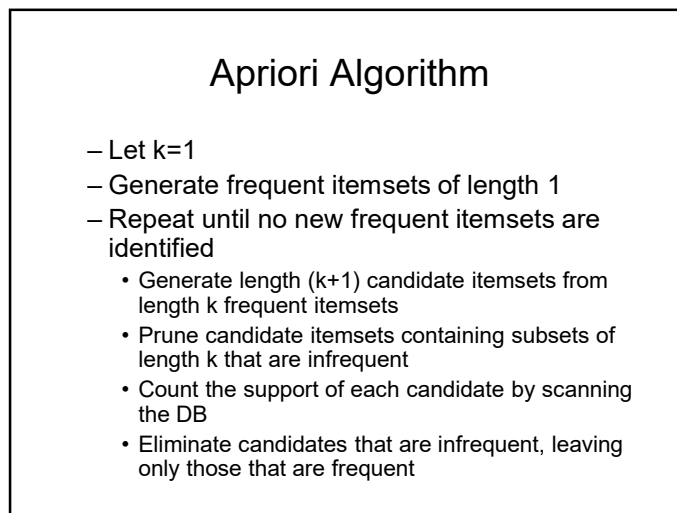 Apriori Algorithm
– Let k=1
– Generate frequent itemsets of length 1
– Repeat until no new frequent itemsets are
identified
• Generate length (k+1) candidate itemsets from
length k frequent itemsets
• Prune candidate itemsets containing subsets of
length k that are infrequent
• Count the support of each candidate by scanning
the DB
• Eliminate candidates that are infrequent, leaving
only those that are frequent